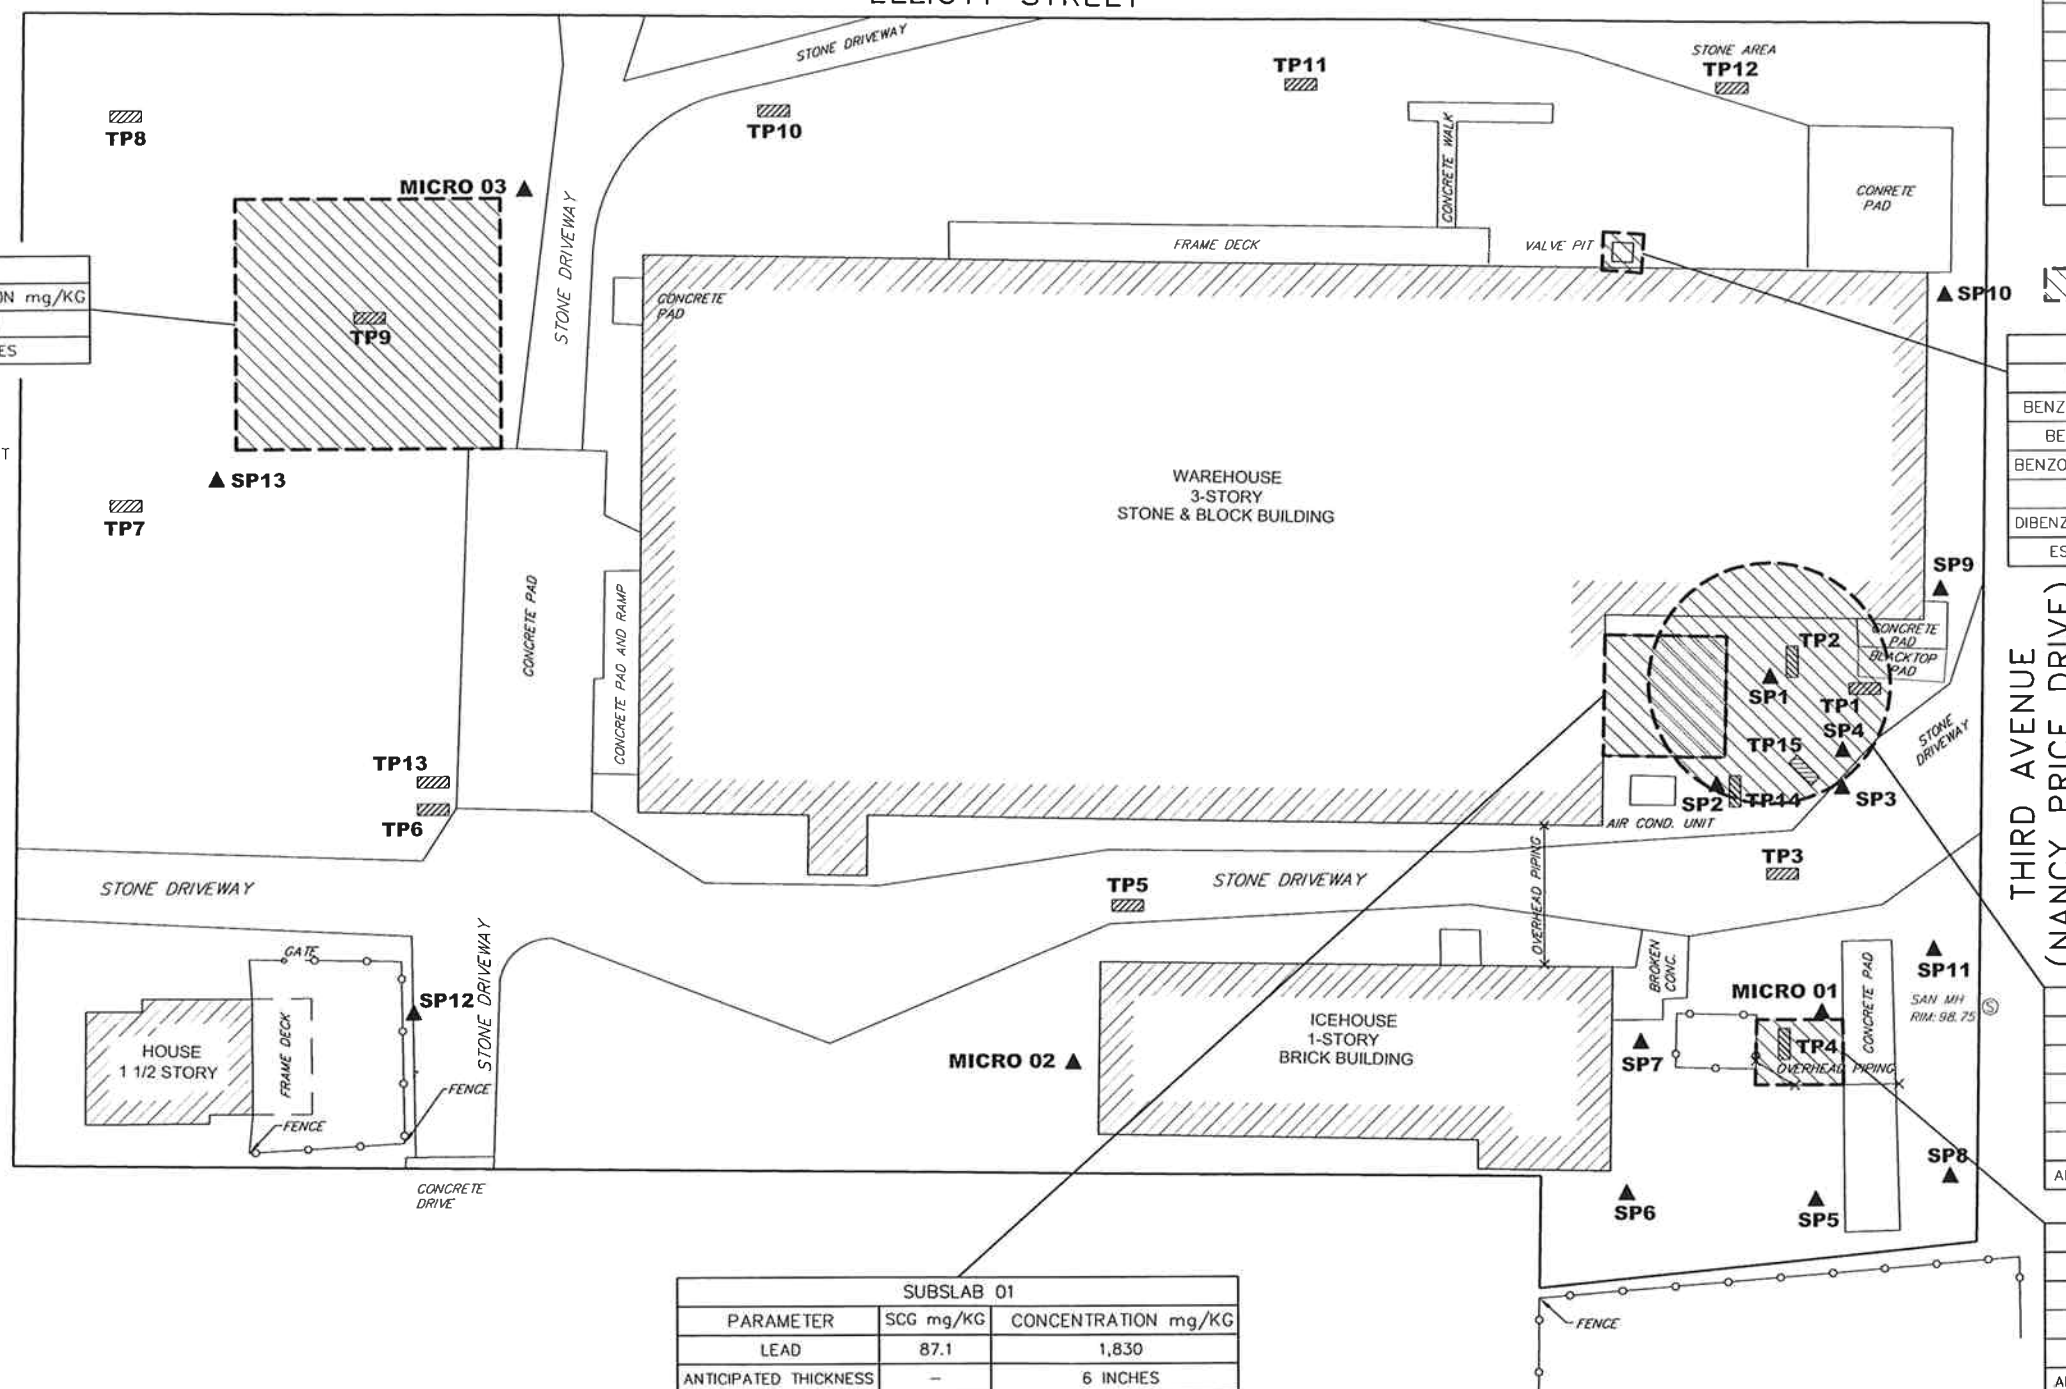 STONE DRIVEWAY
TP11
STONE AREA
TP12
TP8
TP10
CONCRETE WALK
MICRO 03
STONE DRIVEWAY
CONRETE
PAD
FRAME DECK
VALVE PIT
mg/KG
CONCRETE
PAD
SP10
TP9
SP13
TP7
WAREHOUSE
3-STORY
STONE & BLOCK BUILDING
CONCRETE PAD
CONCRETE PAD AND RAMP
SP9
CONCRETE
PAD
BLACKTOP
PAD
TP2
SP1
TP1
SP4
TP15
STONE
DRIVEWAY
THIRD AVENUE
(NANCY PRICE DRIVE)
TP13
TP6
SP2
TP14
SP3
AIR COND. UNIT
OVERHEAD PIPING
TP3
STONE DRIVEWAY
TP5
STONE DRIVEWAY
GATE
STONE DRIVEWAY
SP12
BROKEN
CONC.
CONCRETE PAD
SP11
MICRO 01
SAN MH
RIM: 98.75
S
HOUSE
1 1/2 STORY
FRAME DECK
FENCE
FENCE
MICRO 02
ICEHOUSE
1-STORY
BRICK BUILDING
SP7
TP4
OVERHEAD PIPING
SP8
CONCRETE
DRIVE
SP6
SP5
FENCE
SUBSLAB 01
PARAMETER SCG mg/KG CONCENTRATION mg/KG
LEAD 87.1 1,830
ANTICIPATED THICKNESS - 6 INCHES